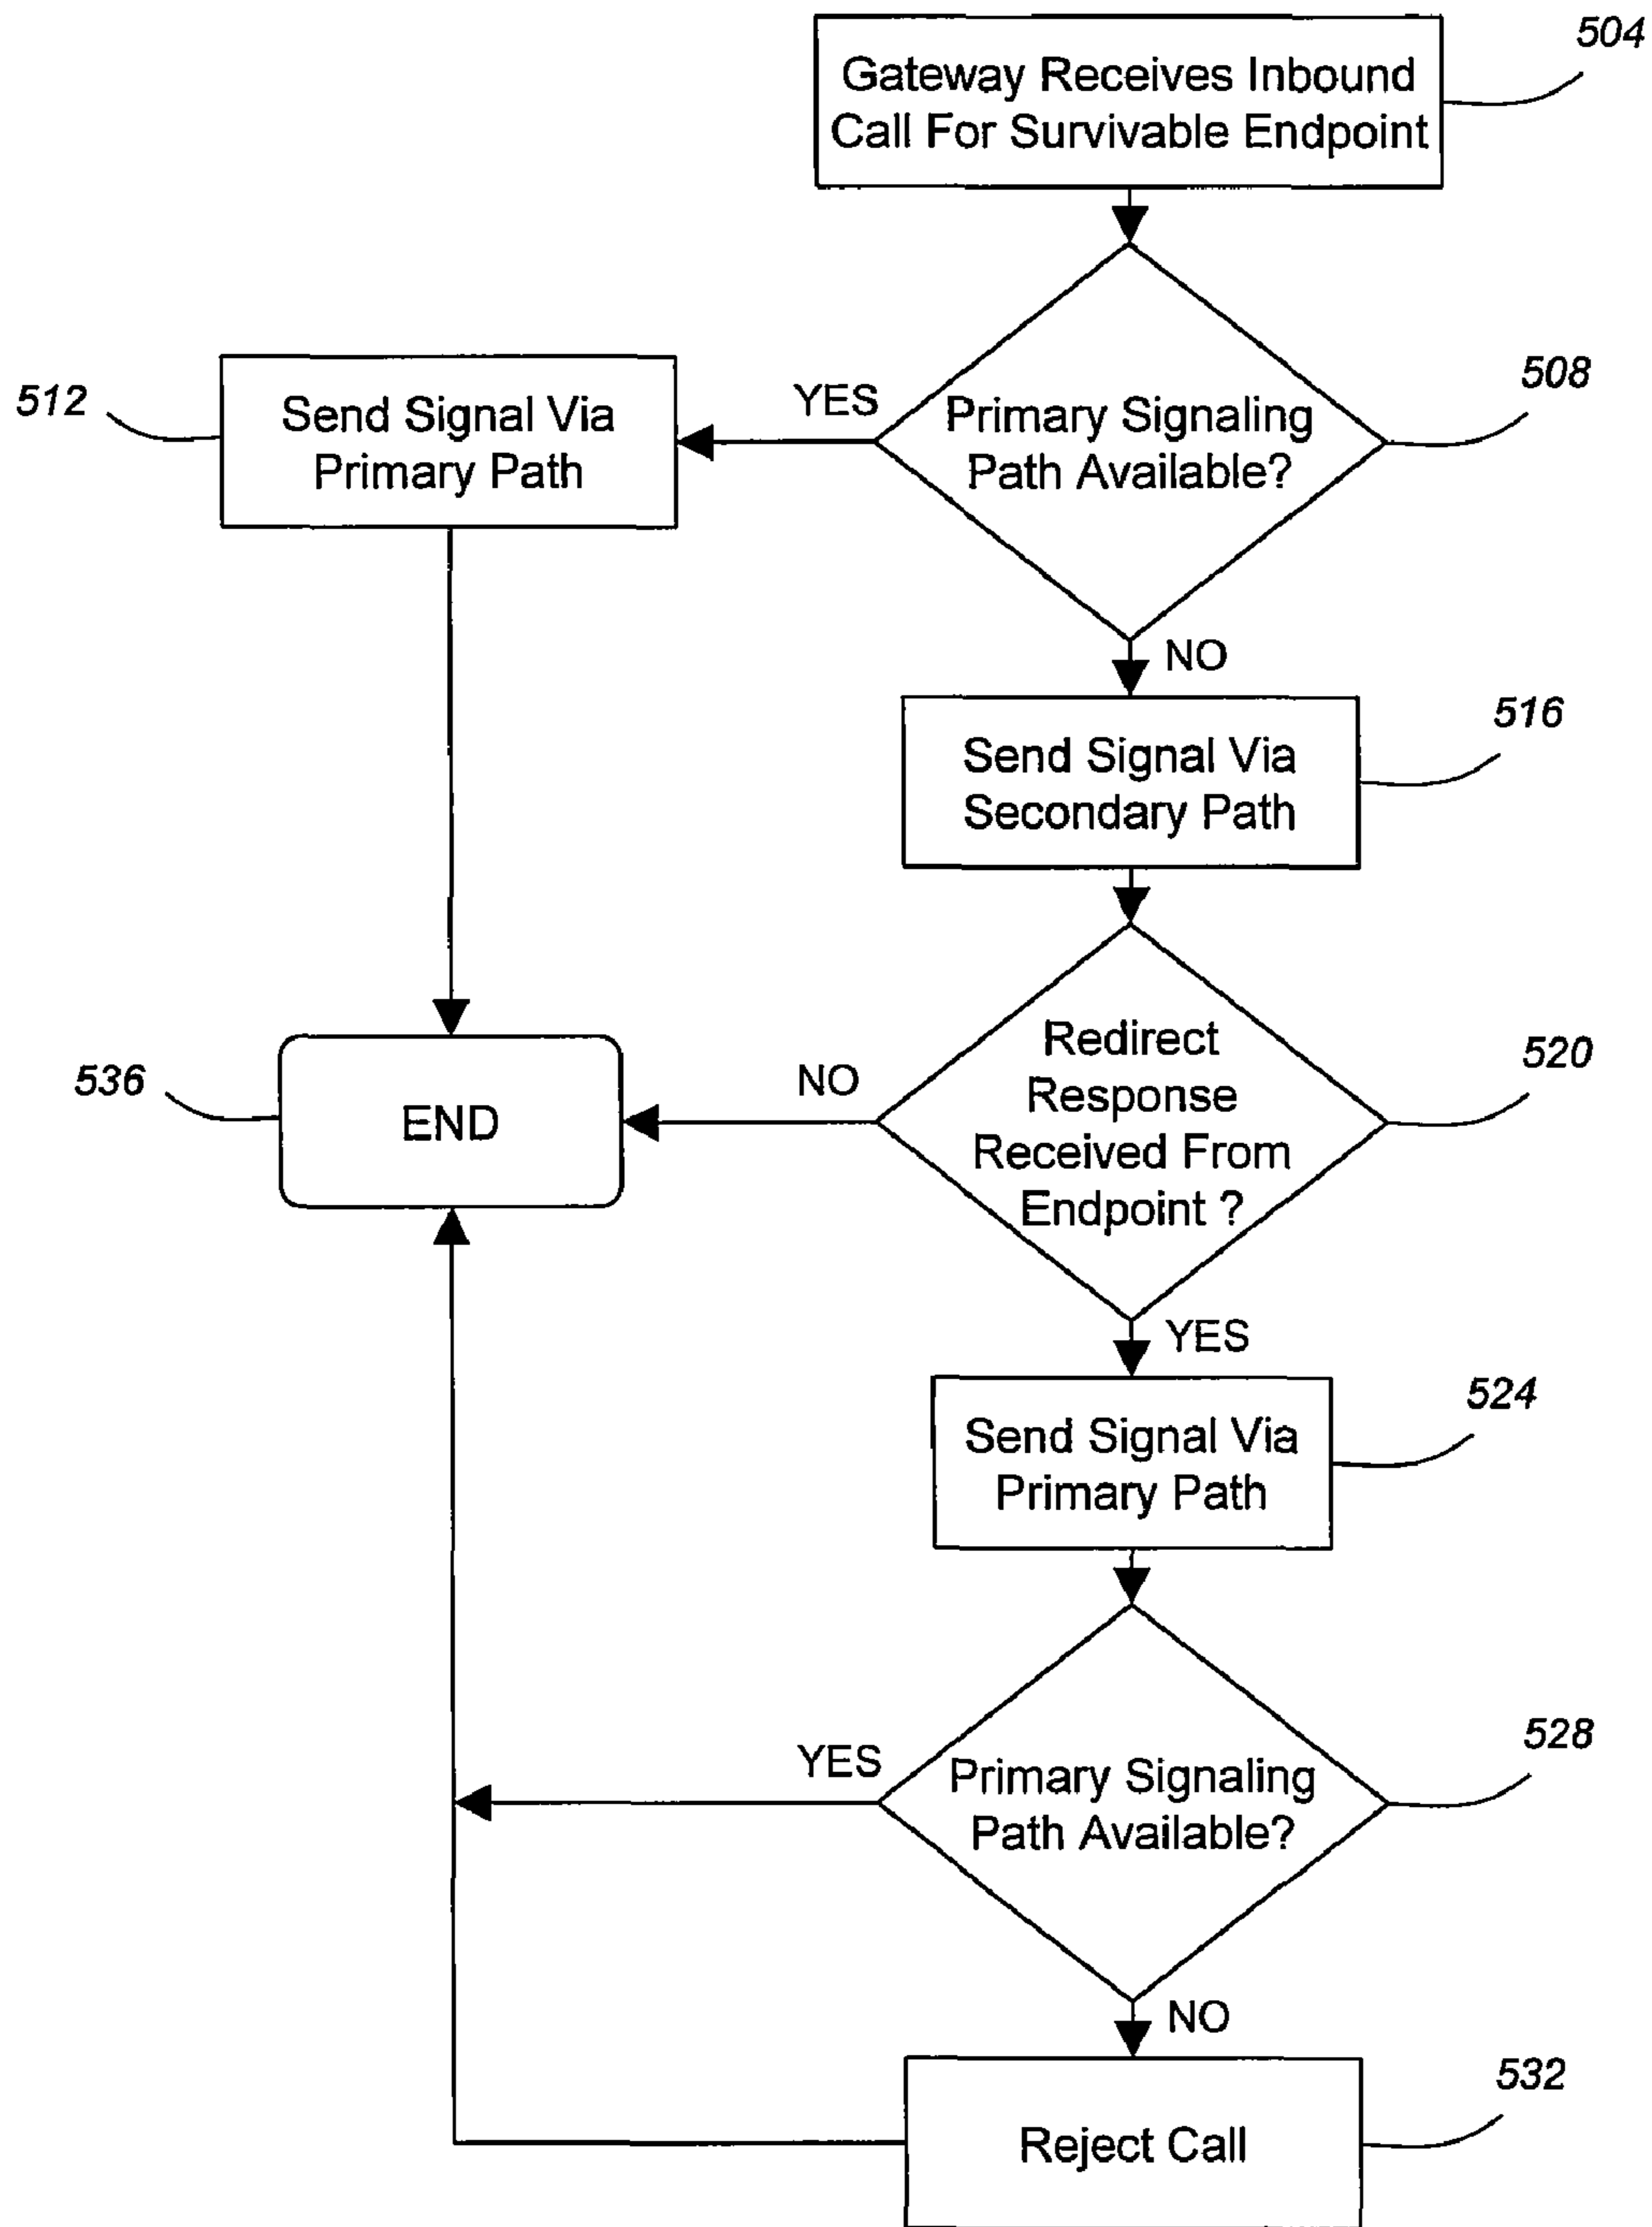 504
Gateway Receives Inbound
Call For Survivable Endpoint
508
Primary Signaling
Path Available?
YES
512
Send Signal Via
Primary Path
NO
516
Send Signal Via
Secondary Path
520
Redirect
Response
Received From
Endpoint ?
NO
536
END
YES
524
Send Signal Via
Primary Path
528
Primary Signaling
Path Available?
YES
NO
532
Reject Call